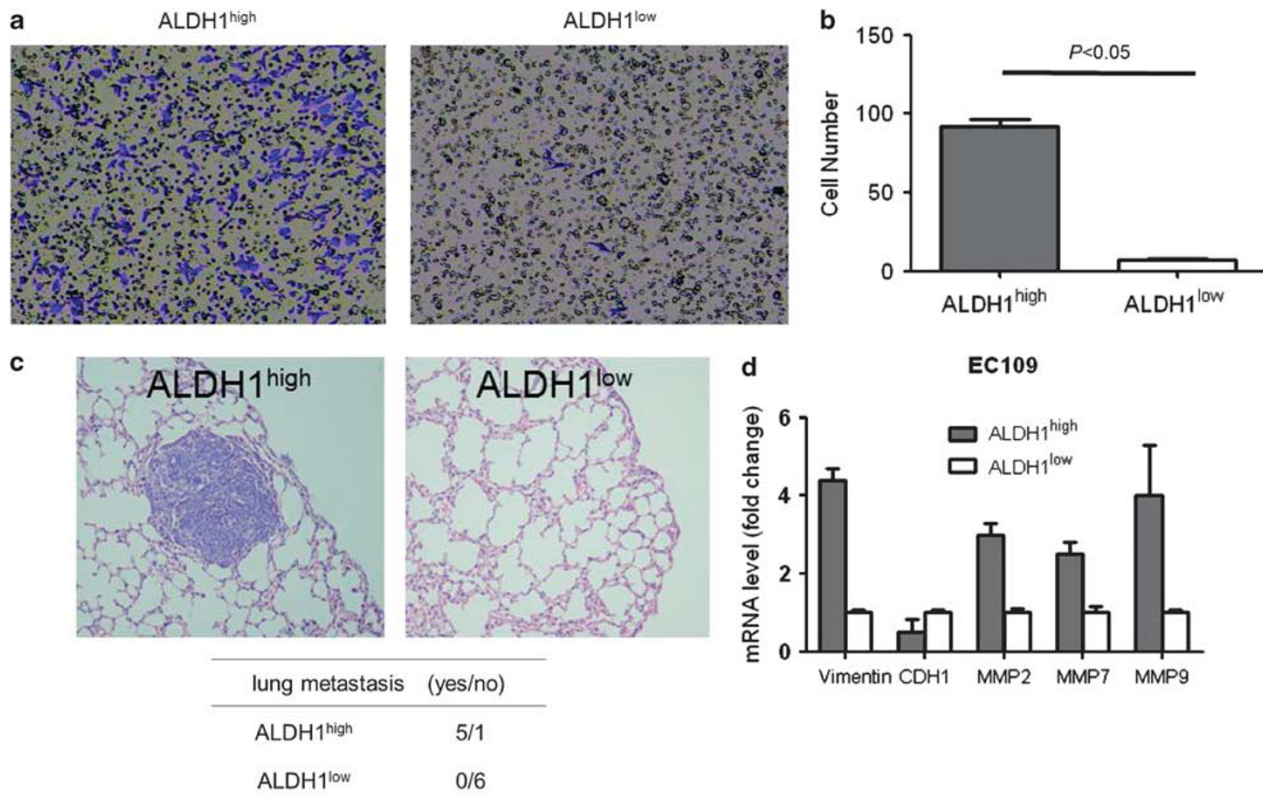 a
ALDH1high
ALDH1low
b
150
100
50
0
Cell Number
P<0.05
ALDH1high
ALDH1low
c
ALDH1high
ALDH1low
lung metastasis (yes/no)
ALDH1high 5/1
ALDH1low 0/6
d
EC109
mRNA level (fold change)
6
4
2
0
ALDH1high
ALDH1low
Vimentin CDH1 MMP2 MMP7 MMP9